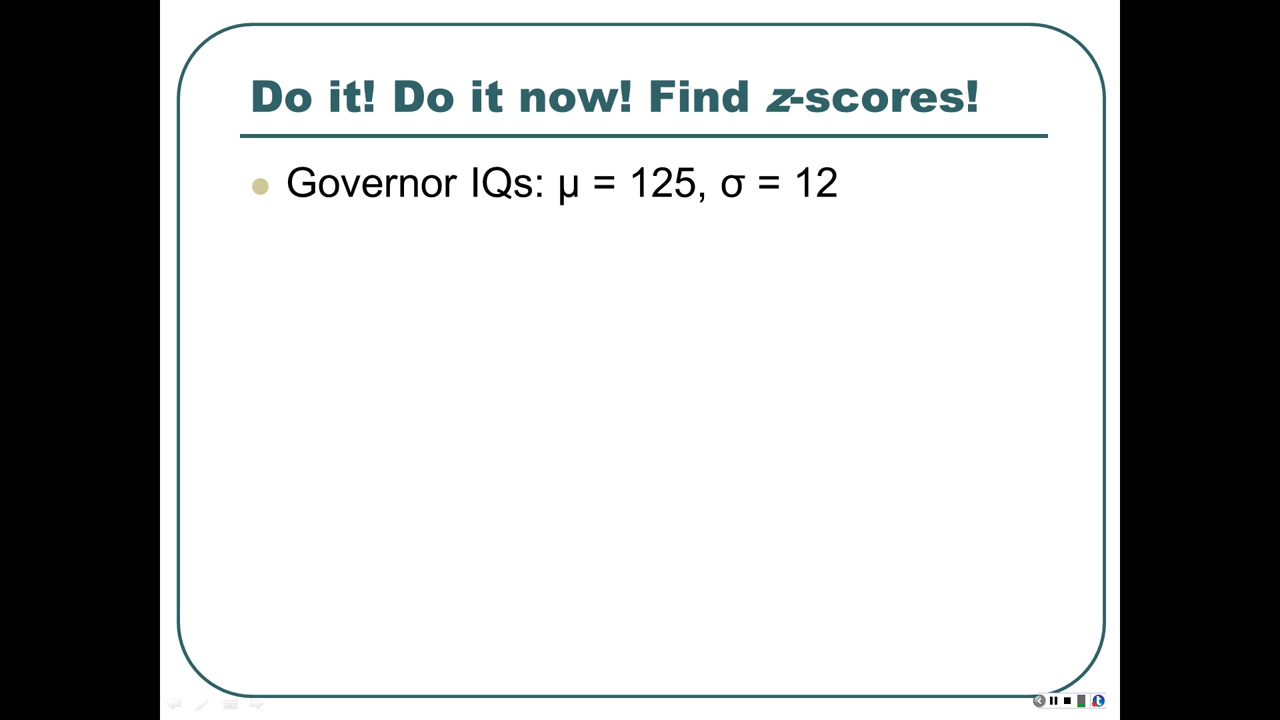 Do it! Do it now! Find z-scores!
Governor IQs: μ = 125, σ = 12